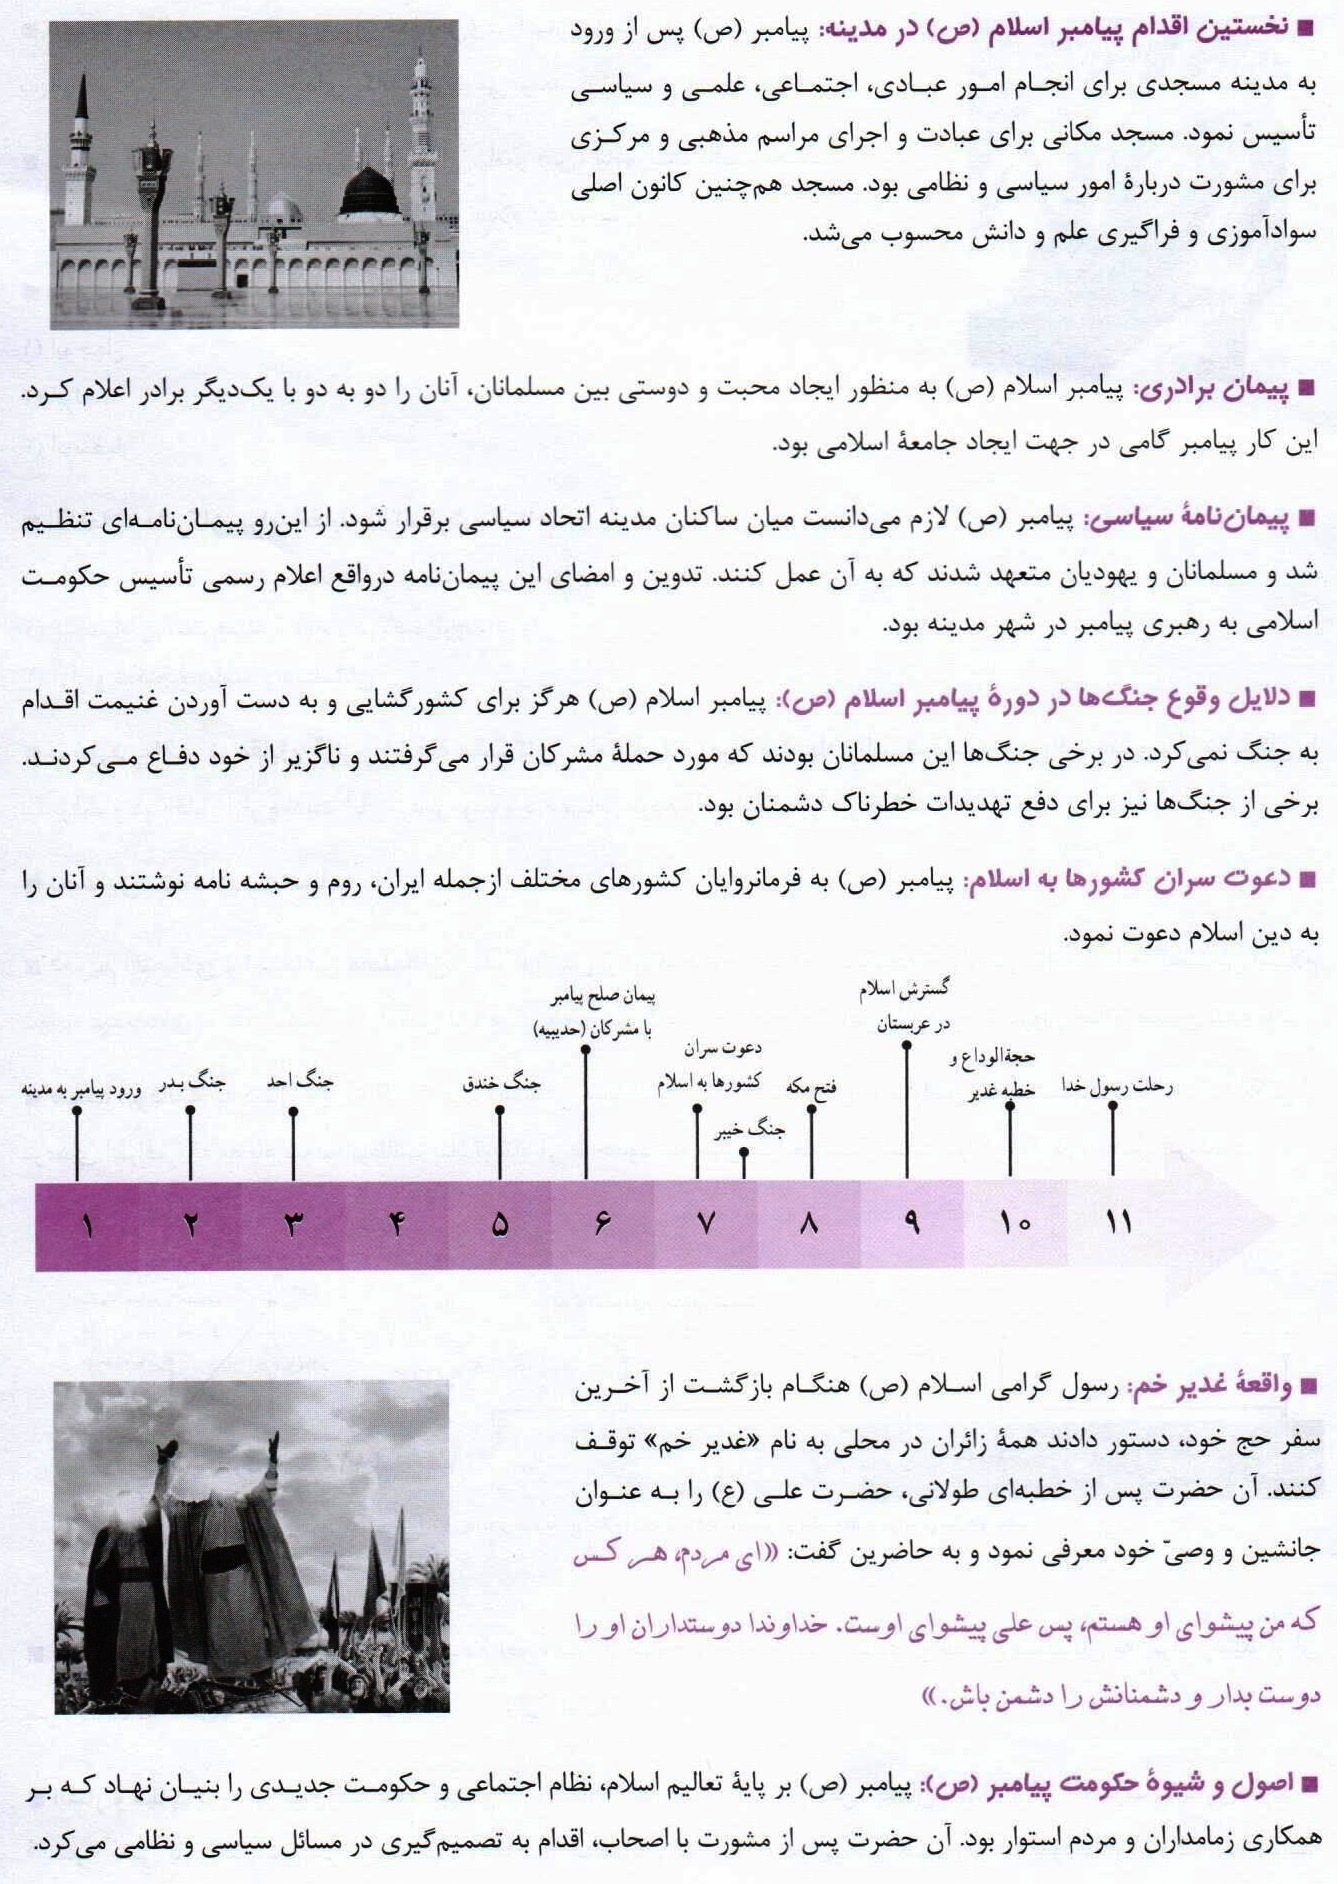 ■ نخستین اقدام پیامبر اسلام (ص) در مدینه: پیامبر (ص) پس از ورود
به مدینه مسجدی برای انجام امور عبادی، اجتماعی، علمی و سیاسی
تأسیس نمود. مسجد مکانی برای عبادت و اجرای مراسم مذهبی و مرکزی
برای مشورت دربارهٔ امور سیاسی و نظامی بود. مسجد هم‌چنین کانون اصلی
سوادآموزی و فراگیری علم و دانش محسوب می‌شد.
■ پیمان برادری: پیامبر اسلام (ص) به منظور ایجاد محبت و دوستی بین مسلمانان، آنان را دو به دو با یک‌دیگر برادر اعلام کرد.
این کار پیامبر گامی در جهت ایجاد جامعهٔ اسلامی بود.
■ پیمان‌نامهٔ سیاسی: پیامبر (ص) لازم می‌دانست میان ساکنان مدینه اتحاد سیاسی برقرار شود. از این‌رو پیمان‌نامه‌ای تنظیم
شد و مسلمانان و یهودیان متعهد شدند که به آن عمل کنند. تدوین و امضای این پیمان‌نامه درواقع اعلام رسمی تأسیس حکومت
اسلامی به رهبری پیامبر در شهر مدینه بود.
■ دلایل وقوع جنگ‌ها در دورهٔ پیامبر اسلام (ص): پیامبر اسلام (ص) هرگز برای کشورگشایی و به دست آوردن غنیمت اقدام
به جنگ نمی‌کرد. در برخی جنگ‌ها این مسلمانان بودند که مورد حملهٔ مشرکان قرار می‌گرفتند و ناگزیر از خود دفاع می‌کردند.
برخی از جنگ‌ها نیز برای دفع تهدیدات خطرناک دشمنان بود.
■ دعوت سران کشورها به اسلام: پیامبر (ص) به فرمانروایان کشورهای مختلف ازجمله ایران، روم و حبشه نامه نوشتند و آنان را
به دین اسلام دعوت نمود.
ورود پیامبر به مدینه
جنگ بدر
جنگ احد
جنگ خندق
پیمان صلح پیامبر
با مشرکان (حدیبیه)
دعوت سران
کشورها به اسلام
جنگ خیبر
فتح مکه
گسترش اسلام
در عربستان
حجةالوداع و
خطبه غدیر
رحلت رسول خدا
۱ ۲ ۳ ۴ ۵ ۶ ۷ ۸ ۹ ۱۰ ۱۱
■ واقعهٔ غدیر خم: رسول گرامی اسلام (ص) هنگام بازگشت از آخرین
سفر حج خود، دستور دادند همهٔ زائران در محلی به نام «غدیر خم» توقف
کنند. آن حضرت پس از خطبه‌ای طولانی، حضرت علی (ع) را به عنوان
جانشین و وصیّ خود معرفی نمود و به حاضرین گفت: «ای مردم، هر کس
که من پیشوای او هستم، پس علی پیشوای اوست. خداوندا دوستداران او را
دوست بدار و دشمنانش را دشمن باش.»
■ اصول و شیوهٔ حکومت پیامبر (ص): پیامبر (ص) بر پایهٔ تعالیم اسلام، نظام اجتماعی و حکومت جدیدی را بنیان نهاد که بر
همکاری زمامداران و مردم استوار بود. آن حضرت پس از مشورت با اصحاب، اقدام به تصمیم‌گیری در مسائل سیاسی و نظامی می‌کرد.